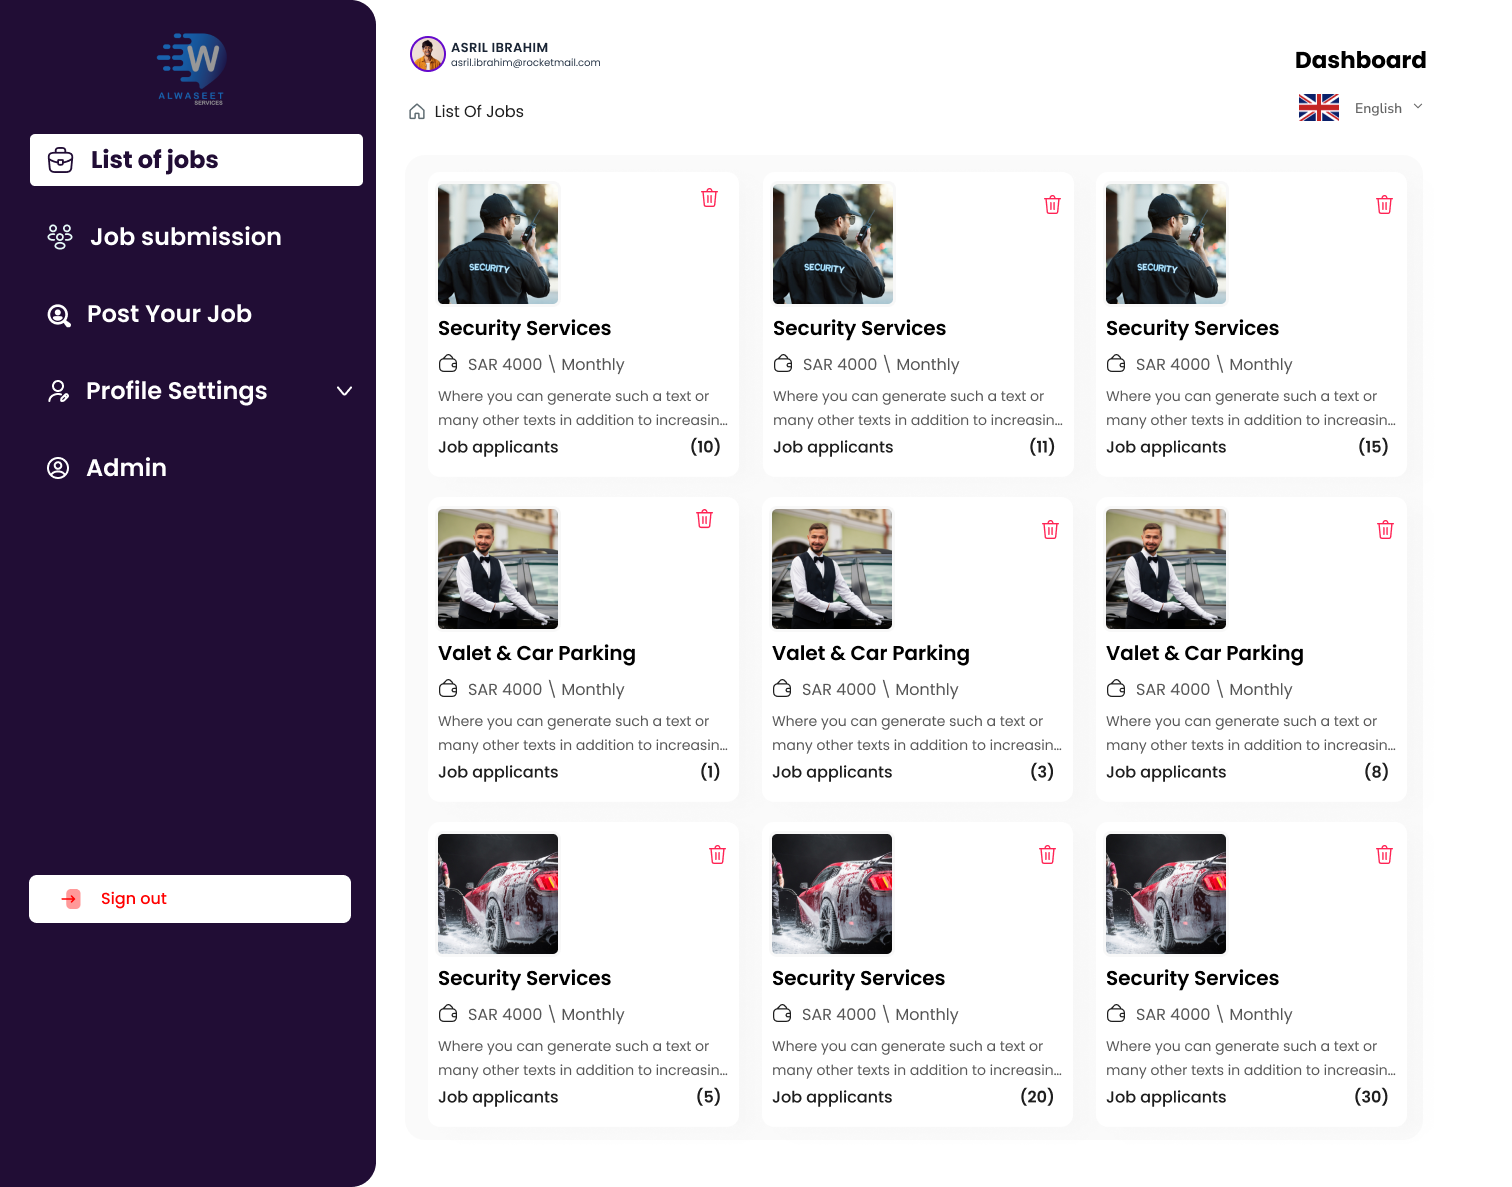 W
ALWASEET
SERVICES
List of jobs
Job submission
Post Your Job
Profile Settings
Admin
Sign out
ASRIL IBRAHIM
asril.ibrahim@rocketmail.com
Dashboard
List Of Jobs
English
SECURITY
Security Services
SAR 4000 \ Monthly
Where you can generate such a text or
many other texts in addition to increasin...
Job applicants (10)
SECURITY
Security Services
SAR 4000 \ Monthly
Where you can generate such a text or
many other texts in addition to increasin...
Job applicants (11)
SECURITY
Security Services
SAR 4000 \ Monthly
Where you can generate such a text or
many other texts in addition to increasin...
Job applicants (15)
Valet & Car Parking
SAR 4000 \ Monthly
Where you can generate such a text or
many other texts in addition to increasin...
Job applicants (1)
Valet & Car Parking
SAR 4000 \ Monthly
Where you can generate such a text or
many other texts in addition to increasin...
Job applicants (3)
Valet & Car Parking
SAR 4000 \ Monthly
Where you can generate such a text or
many other texts in addition to increasin...
Job applicants (8)
Security Services
SAR 4000 \ Monthly
Where you can generate such a text or
many other texts in addition to increasin...
Job applicants (5)
Security Services
SAR 4000 \ Monthly
Where you can generate such a text or
many other texts in addition to increasin...
Job applicants (20)
Security Services
SAR 4000 \ Monthly
Where you can generate such a text or
many other texts in addition to increasin...
Job applicants (30)